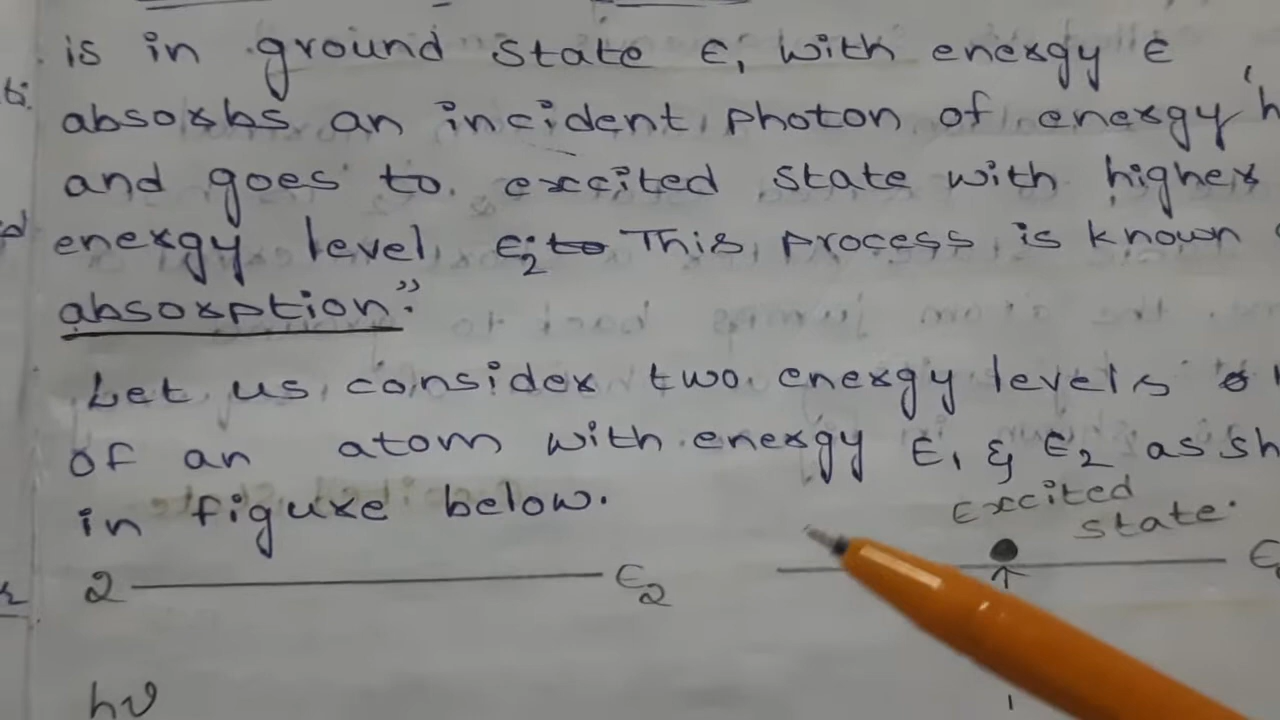 is in ground state E1 with energy E
absorbs an incident photon of energy 'h
and goes to excited state with higher
energy level E2 to This process is known
absorption".
Let us consider two energy levels
of an atom with energy E1 & E2 as sh
in figure below.
Excited
state.
2 E2
hν